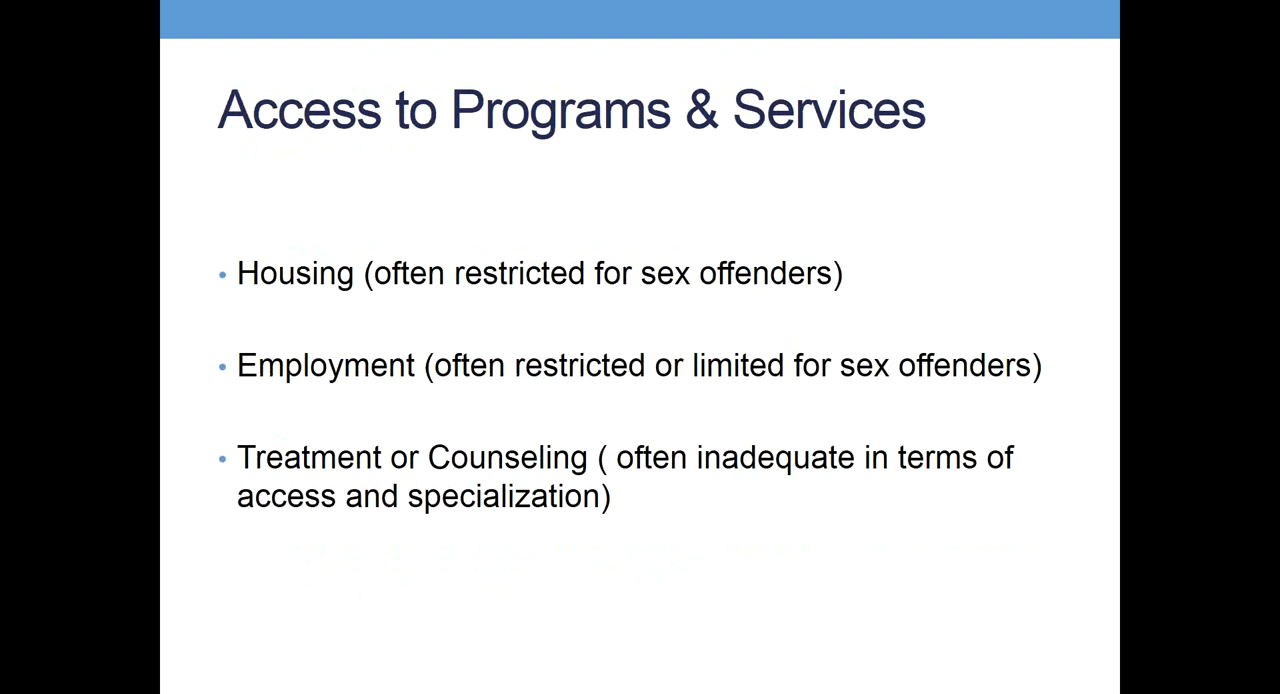 Access to Programs & Services
• Housing (often restricted for sex offenders)
• Employment (often restricted or limited for sex offenders)
• Treatment or Counseling ( often inadequate in terms of
access and specialization)